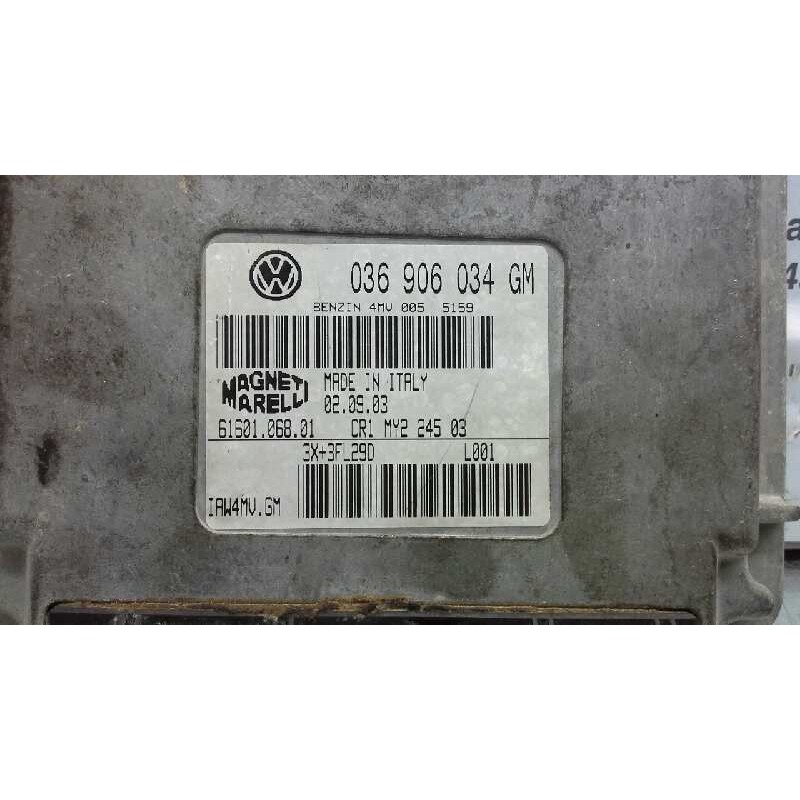 036 906 034 GM
BENZIN 4MV 005 5159
MAGNETI MARELLI
MADE IN ITALY
02.09.03
61601.068.01 CR1 MY2 245 03
3X+3FL29D L001
IAW4MV.GM